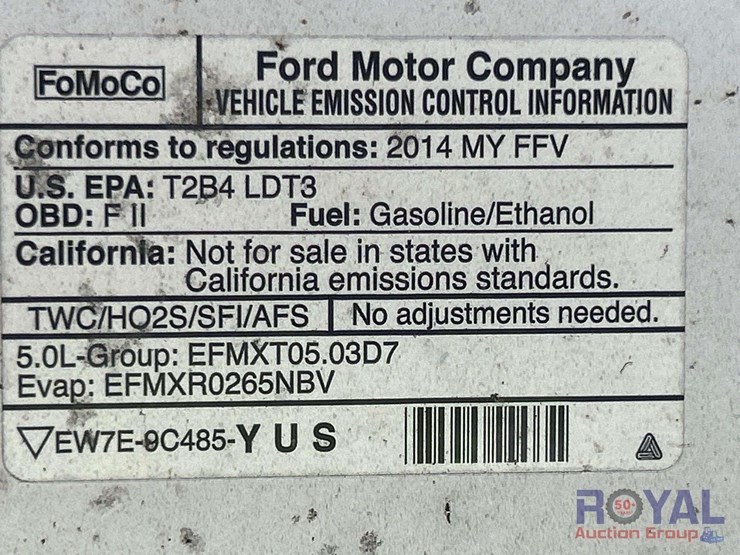 FoMoCo
Ford Motor Company
VEHICLE EMISSION CONTROL INFORMATION
Conforms to regulations: 2014 MY FFV
U.S. EPA: T2B4 LDT3
OBD: F II Fuel: Gasoline/Ethanol
California: Not for sale in states with
California emissions standards.
TWC/HO2S/SFI/AFS No adjustments needed.
5.0L-Group: EFMXT05.03D7
Evap: EFMXR0265NBV
EW7E-9C485-Y U S
ROYAL
50+
Auction Group